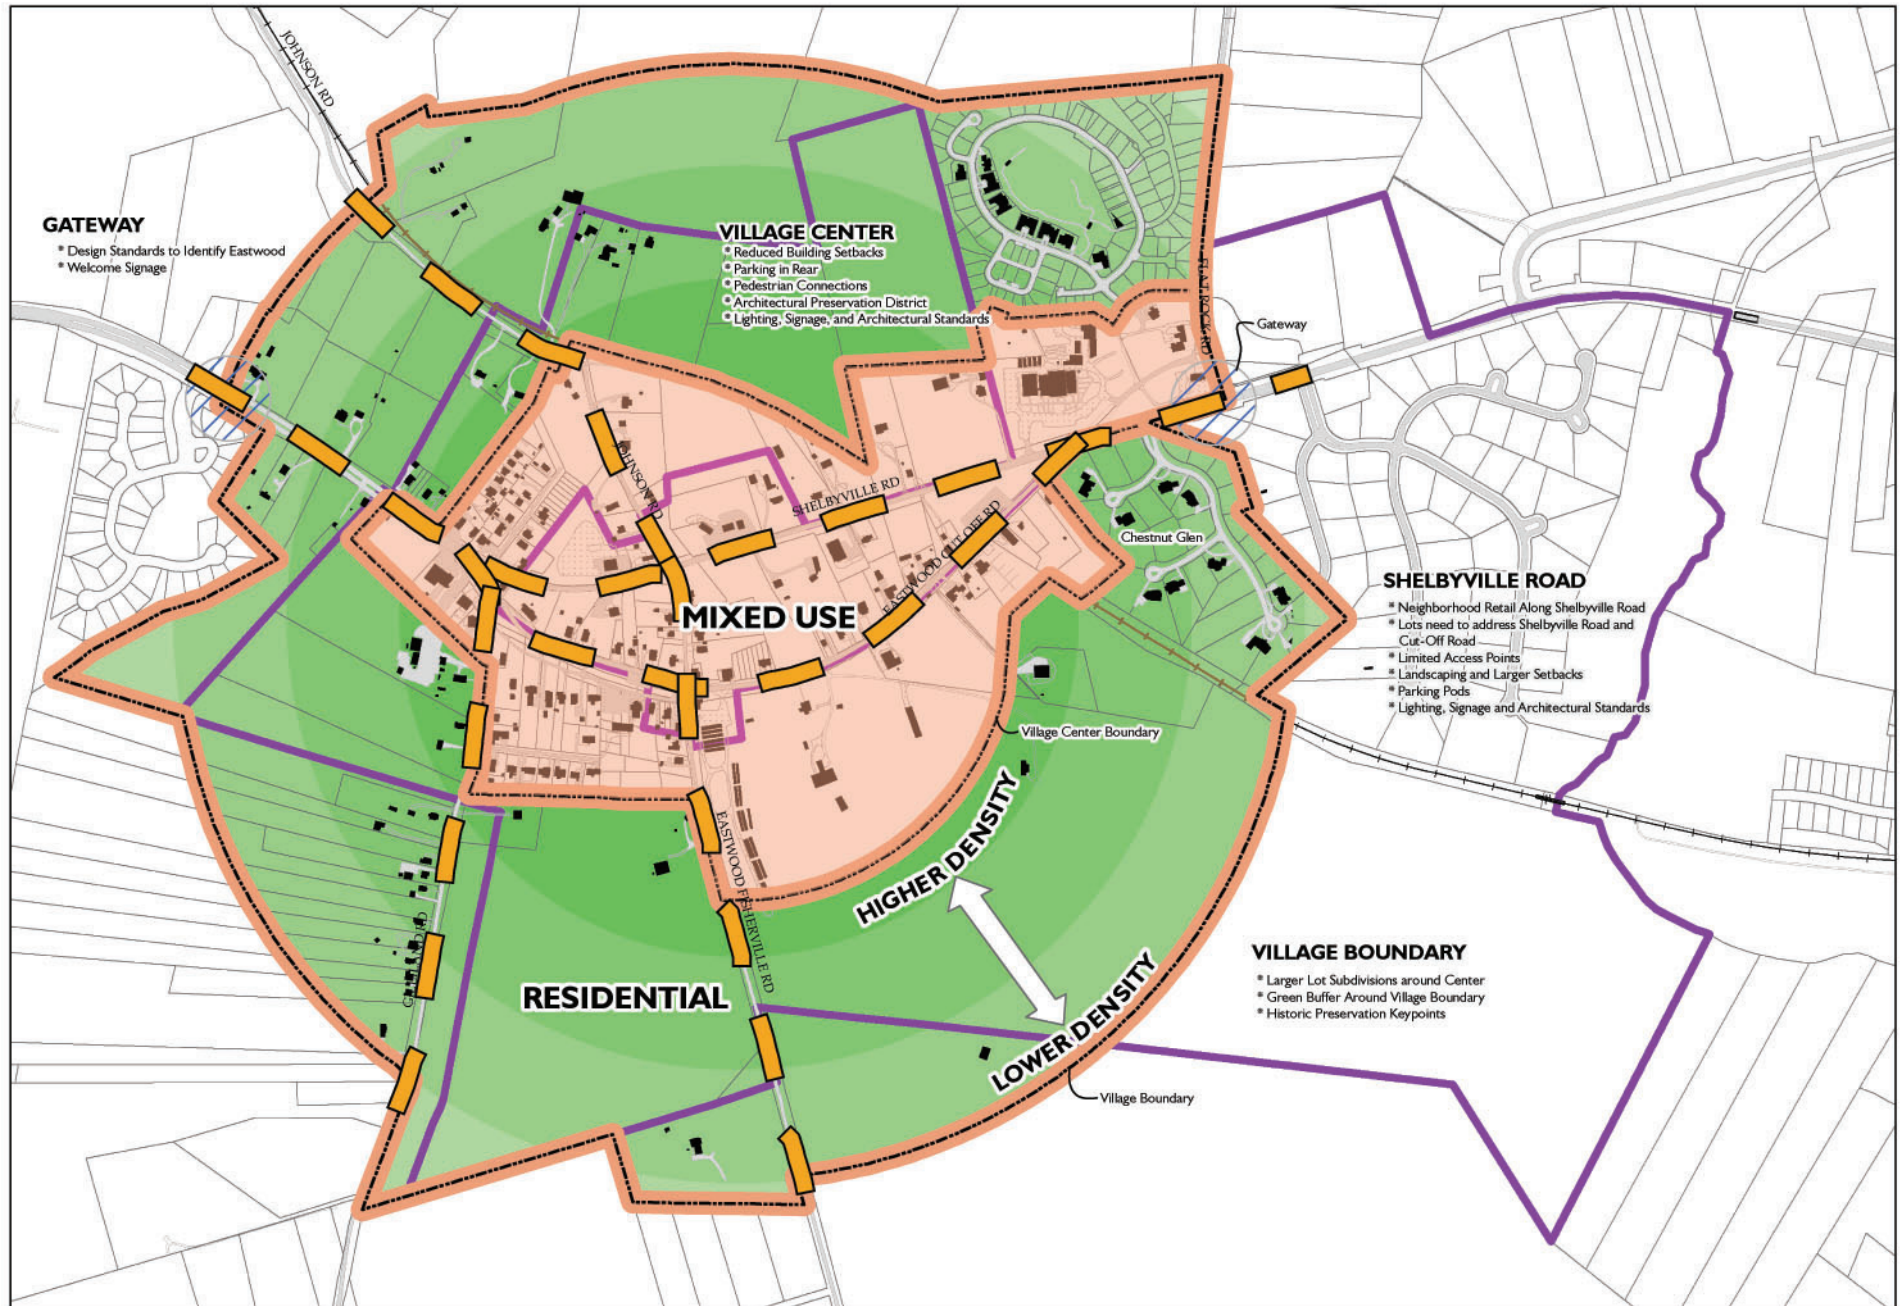 JOHNSON RD
GATEWAY
* Design Standards to Identify Eastwood
* Welcome Signage
VILLAGE CENTER
* Reduced Building Setbacks
* Parking in Rear
* Pedestrian Connections
* Architectural Preservation District
* Lighting, Signage, and Architectural Standards
FLAT ROCK RD
Gateway
JOHNSON RD
SHELBYVILLE RD
EASTWOOD CUT OFF RD
Chestnut Glen
SHELBYVILLE ROAD
* Neighborhood Retail Along Shelbyville Road
* Lots need to address Shelbyville Road and
Cut-Off Road
* Limited Access Points
* Landscaping and Larger Setbacks
* Parking Pods
* Lighting, Signage and Architectural Standards
MIXED USE
Village Center Boundary
HIGHER DENSITY
EASTWOOD FISHERVILLE RD
RESIDENTIAL
LOWER DENSITY
VILLAGE BOUNDARY
* Larger Lot Subdivisions around Center
* Green Buffer Around Village Boundary
* Historic Preservation Keypoints
Village Boundary